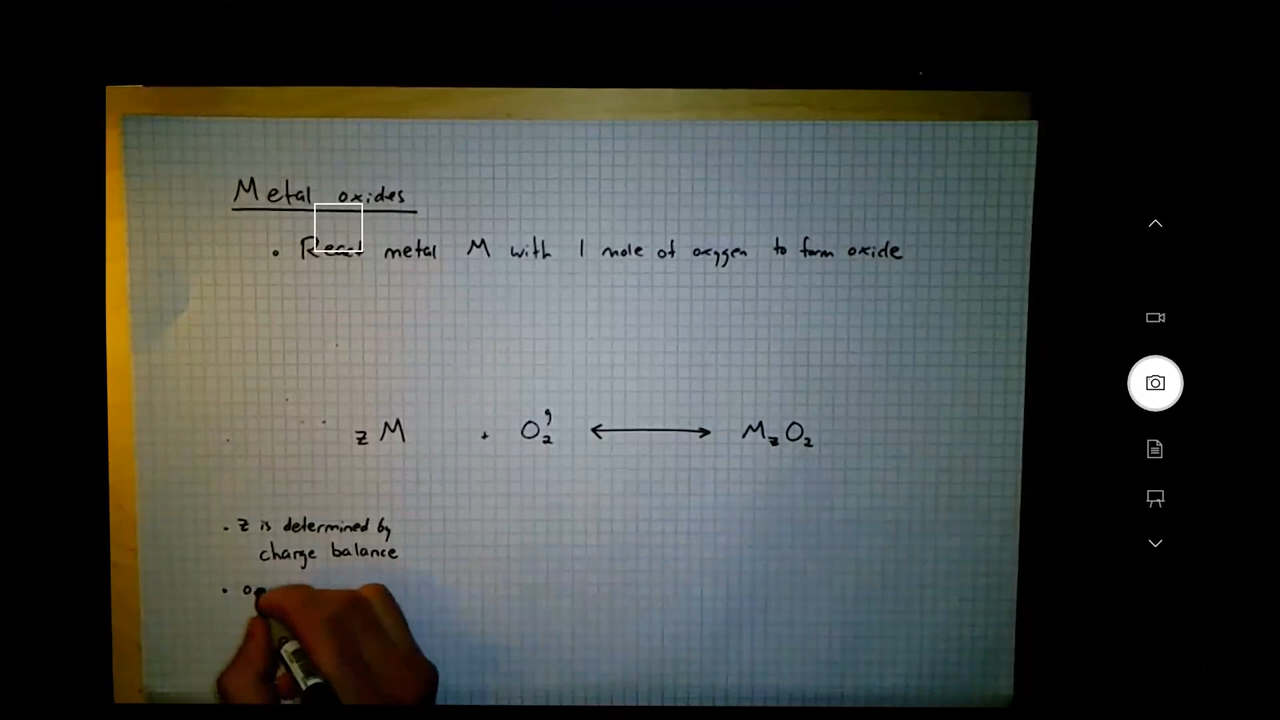 Metal oxides
• React metal M with 1 mole of oxygen to form oxide
z M + O2 ⟷ MzO2
• z is determined by
charge balance
•